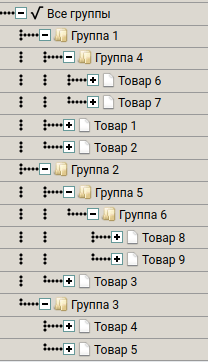 Все группы
Группа 1
Группа 4
Товар 6
Товар 7
Товар 1
Товар 2
Группа 2
Группа 5
Группа 6
Товар 8
Товар 9
Товар 3
Группа 3
Товар 4
Товар 5